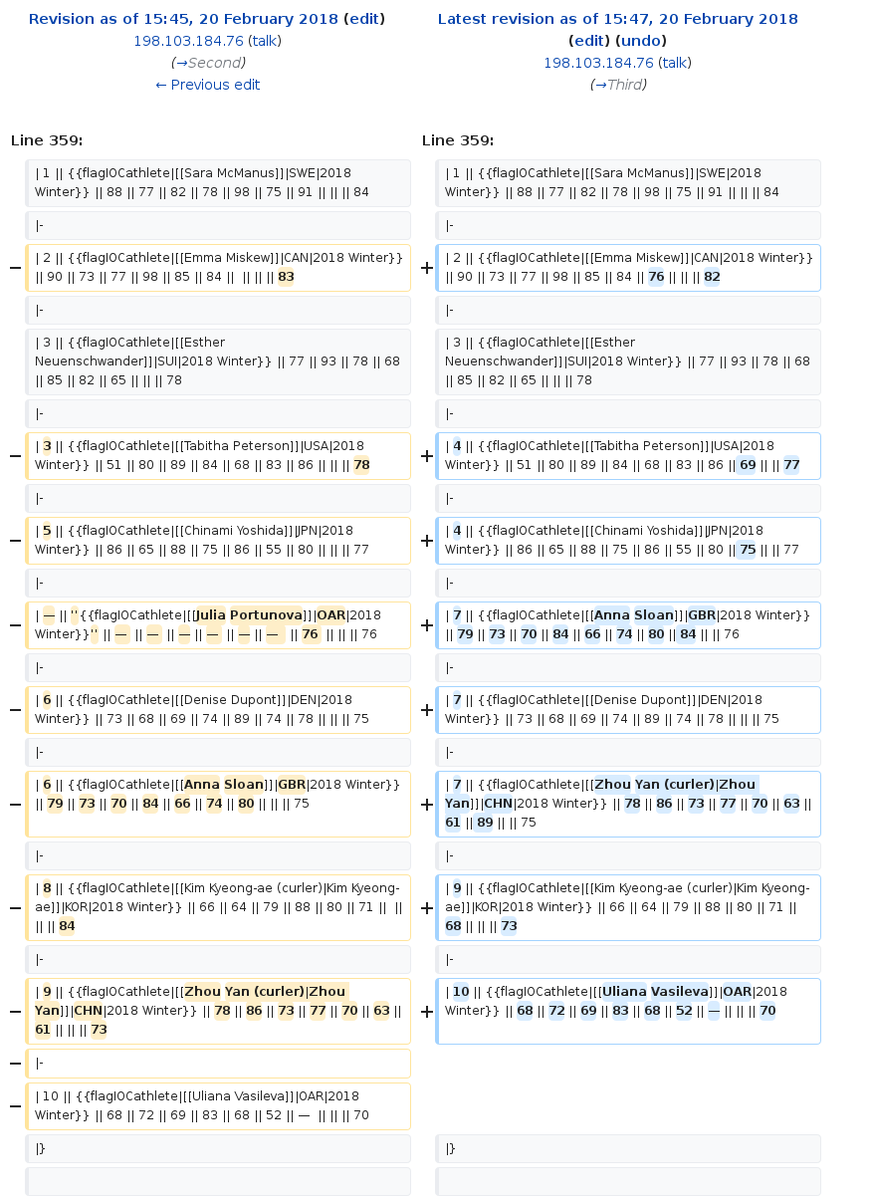 Revision as of 15:45, 20 February 2018 (edit)
198.103.184.76 (talk)
(→Second)
← Previous edit
Latest revision as of 15:47, 20 February 2018
(edit) (undo)
198.103.184.76 (talk)
(→Third)
Line 359:
Line 359:
| 1 || {{flagIOCathlete|[[Sara McManus]]|SWE|2018
Winter}} || 88 || 77 || 82 || 78 || 98 || 75 || 91 || || || 84
| 1 || {{flagIOCathlete|[[Sara McManus]]|SWE|2018
Winter}} || 88 || 77 || 82 || 78 || 98 || 75 || 91 || || || 84
|-
|-
− | 2 || {{flagIOCathlete|[[Emma Miskew]]|CAN|2018 Winter}}
|| 90 || 73 || 77 || 98 || 85 || 84 || || || || 83
+ | 2 || {{flagIOCathlete|[[Emma Miskew]]|CAN|2018 Winter}}
|| 90 || 73 || 77 || 98 || 85 || 84 || 76 || || || 82
|-
|-
| 3 || {{flagIOCathlete|[[Esther
Neuenschwander]]|SUI|2018 Winter}} || 77 || 93 || 78 || 68
|| 85 || 82 || 65 || || || 78
| 3 || {{flagIOCathlete|[[Esther
Neuenschwander]]|SUI|2018 Winter}} || 77 || 93 || 78 || 68
|| 85 || 82 || 65 || || || 78
|-
|-
− | 3 || {{flagIOCathlete|[[Tabitha Peterson]]|USA|2018
Winter}} || 51 || 80 || 89 || 84 || 68 || 83 || 86 || || || 78
+ | 4 || {{flagIOCathlete|[[Tabitha Peterson]]|USA|2018
Winter}} || 51 || 80 || 89 || 84 || 68 || 83 || 86 || 69 || || 77
|-
|-
− | 5 || {{flagIOCathlete|[[Chinami Yoshida]]|JPN|2018
Winter}} || 86 || 65 || 88 || 75 || 86 || 55 || 80 || || || 77
+ | 4 || {{flagIOCathlete|[[Chinami Yoshida]]|JPN|2018
Winter}} || 86 || 65 || 88 || 75 || 86 || 55 || 80 || 75 || || 77
|-
|-
− | — || ''{{flagIOCathlete|[[Julia Portunova]]|OAR|2018
Winter}}'' || — || — || — || — || — || — || 76 || || || 76
+ | 7 || {{flagIOCathlete|[[Anna Sloan]]|GBR|2018 Winter}}
|| 79 || 73 || 70 || 84 || 66 || 74 || 80 || 84 || || 76
|-
|-
− | 6 || {{flagIOCathlete|[[Denise Dupont]]|DEN|2018
Winter}} || 73 || 68 || 69 || 74 || 89 || 74 || 78 || || || 75
+ | 7 || {{flagIOCathlete|[[Denise Dupont]]|DEN|2018
Winter}} || 73 || 68 || 69 || 74 || 89 || 74 || 78 || || || 75
|-
|-
− | 6 || {{flagIOCathlete|[[Anna Sloan]]|GBR|2018 Winter}}
|| 79 || 73 || 70 || 84 || 66 || 74 || 80 || || || 75
+ | 7 || {{flagIOCathlete|[[Zhou Yan (curler)|Zhou
Yan]]|CHN|2018 Winter}} || 78 || 86 || 73 || 77 || 70 || 63 ||
61 || 89 || || 75
|-
|-
− | 8 || {{flagIOCathlete|[[Kim Kyeong-ae (curler)|Kim Kyeong-
ae]]|KOR|2018 Winter}} || 66 || 64 || 79 || 88 || 80 || 71 || ||
|| || 84
+ | 9 || {{flagIOCathlete|[[Kim Kyeong-ae (curler)|Kim Kyeong-
ae]]|KOR|2018 Winter}} || 66 || 64 || 79 || 88 || 80 || 71 ||
68 || || || 73
|-
|-
− | 9 || {{flagIOCathlete|[[Zhou Yan (curler)|Zhou
Yan]]|CHN|2018 Winter}} || 78 || 86 || 73 || 77 || 70 || 63 ||
61 || || || 73
+ | 10 || {{flagIOCathlete|[[Uliana Vasileva]]|OAR|2018
Winter}} || 68 || 72 || 69 || 83 || 68 || 52 || — || || || 70
− |-
− | 10 || {{flagIOCathlete|[[Uliana Vasileva]]|OAR|2018
Winter}} || 68 || 72 || 69 || 83 || 68 || 52 || — || || || 70
|}
|}